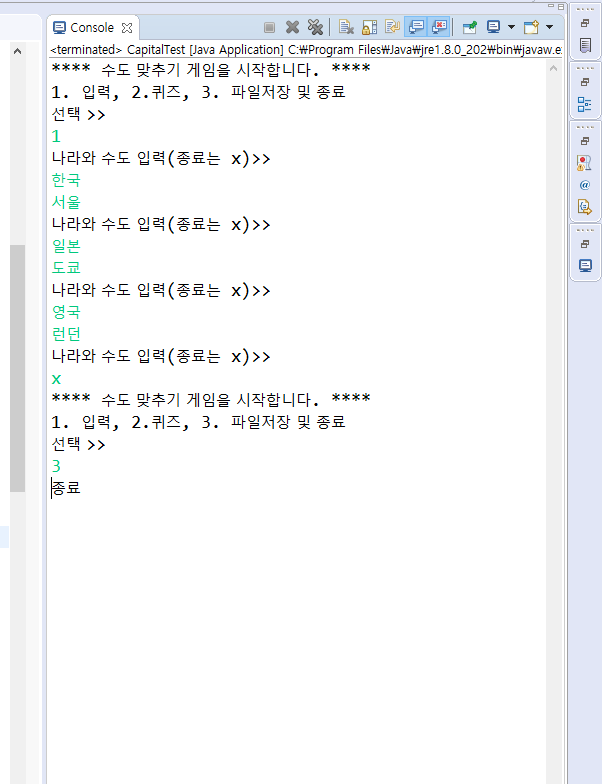 Console
<terminated> CapitalTest [Java Application] C:₩Program Files₩Java₩jre1.8.0_202₩bin₩javaw.e
**** 수도 맞추기 게임을 시작합니다. ****
1. 입력, 2.퀴즈, 3. 파일저장 및 종료
선택 >>
1
나라와 수도 입력(종료는 x)>>
한국
서울
나라와 수도 입력(종료는 x)>>
일본
도쿄
나라와 수도 입력(종료는 x)>>
영국
런던
나라와 수도 입력(종료는 x)>>
x
**** 수도 맞추기 게임을 시작합니다. ****
1. 입력, 2.퀴즈, 3. 파일저장 및 종료
선택 >>
3
종료